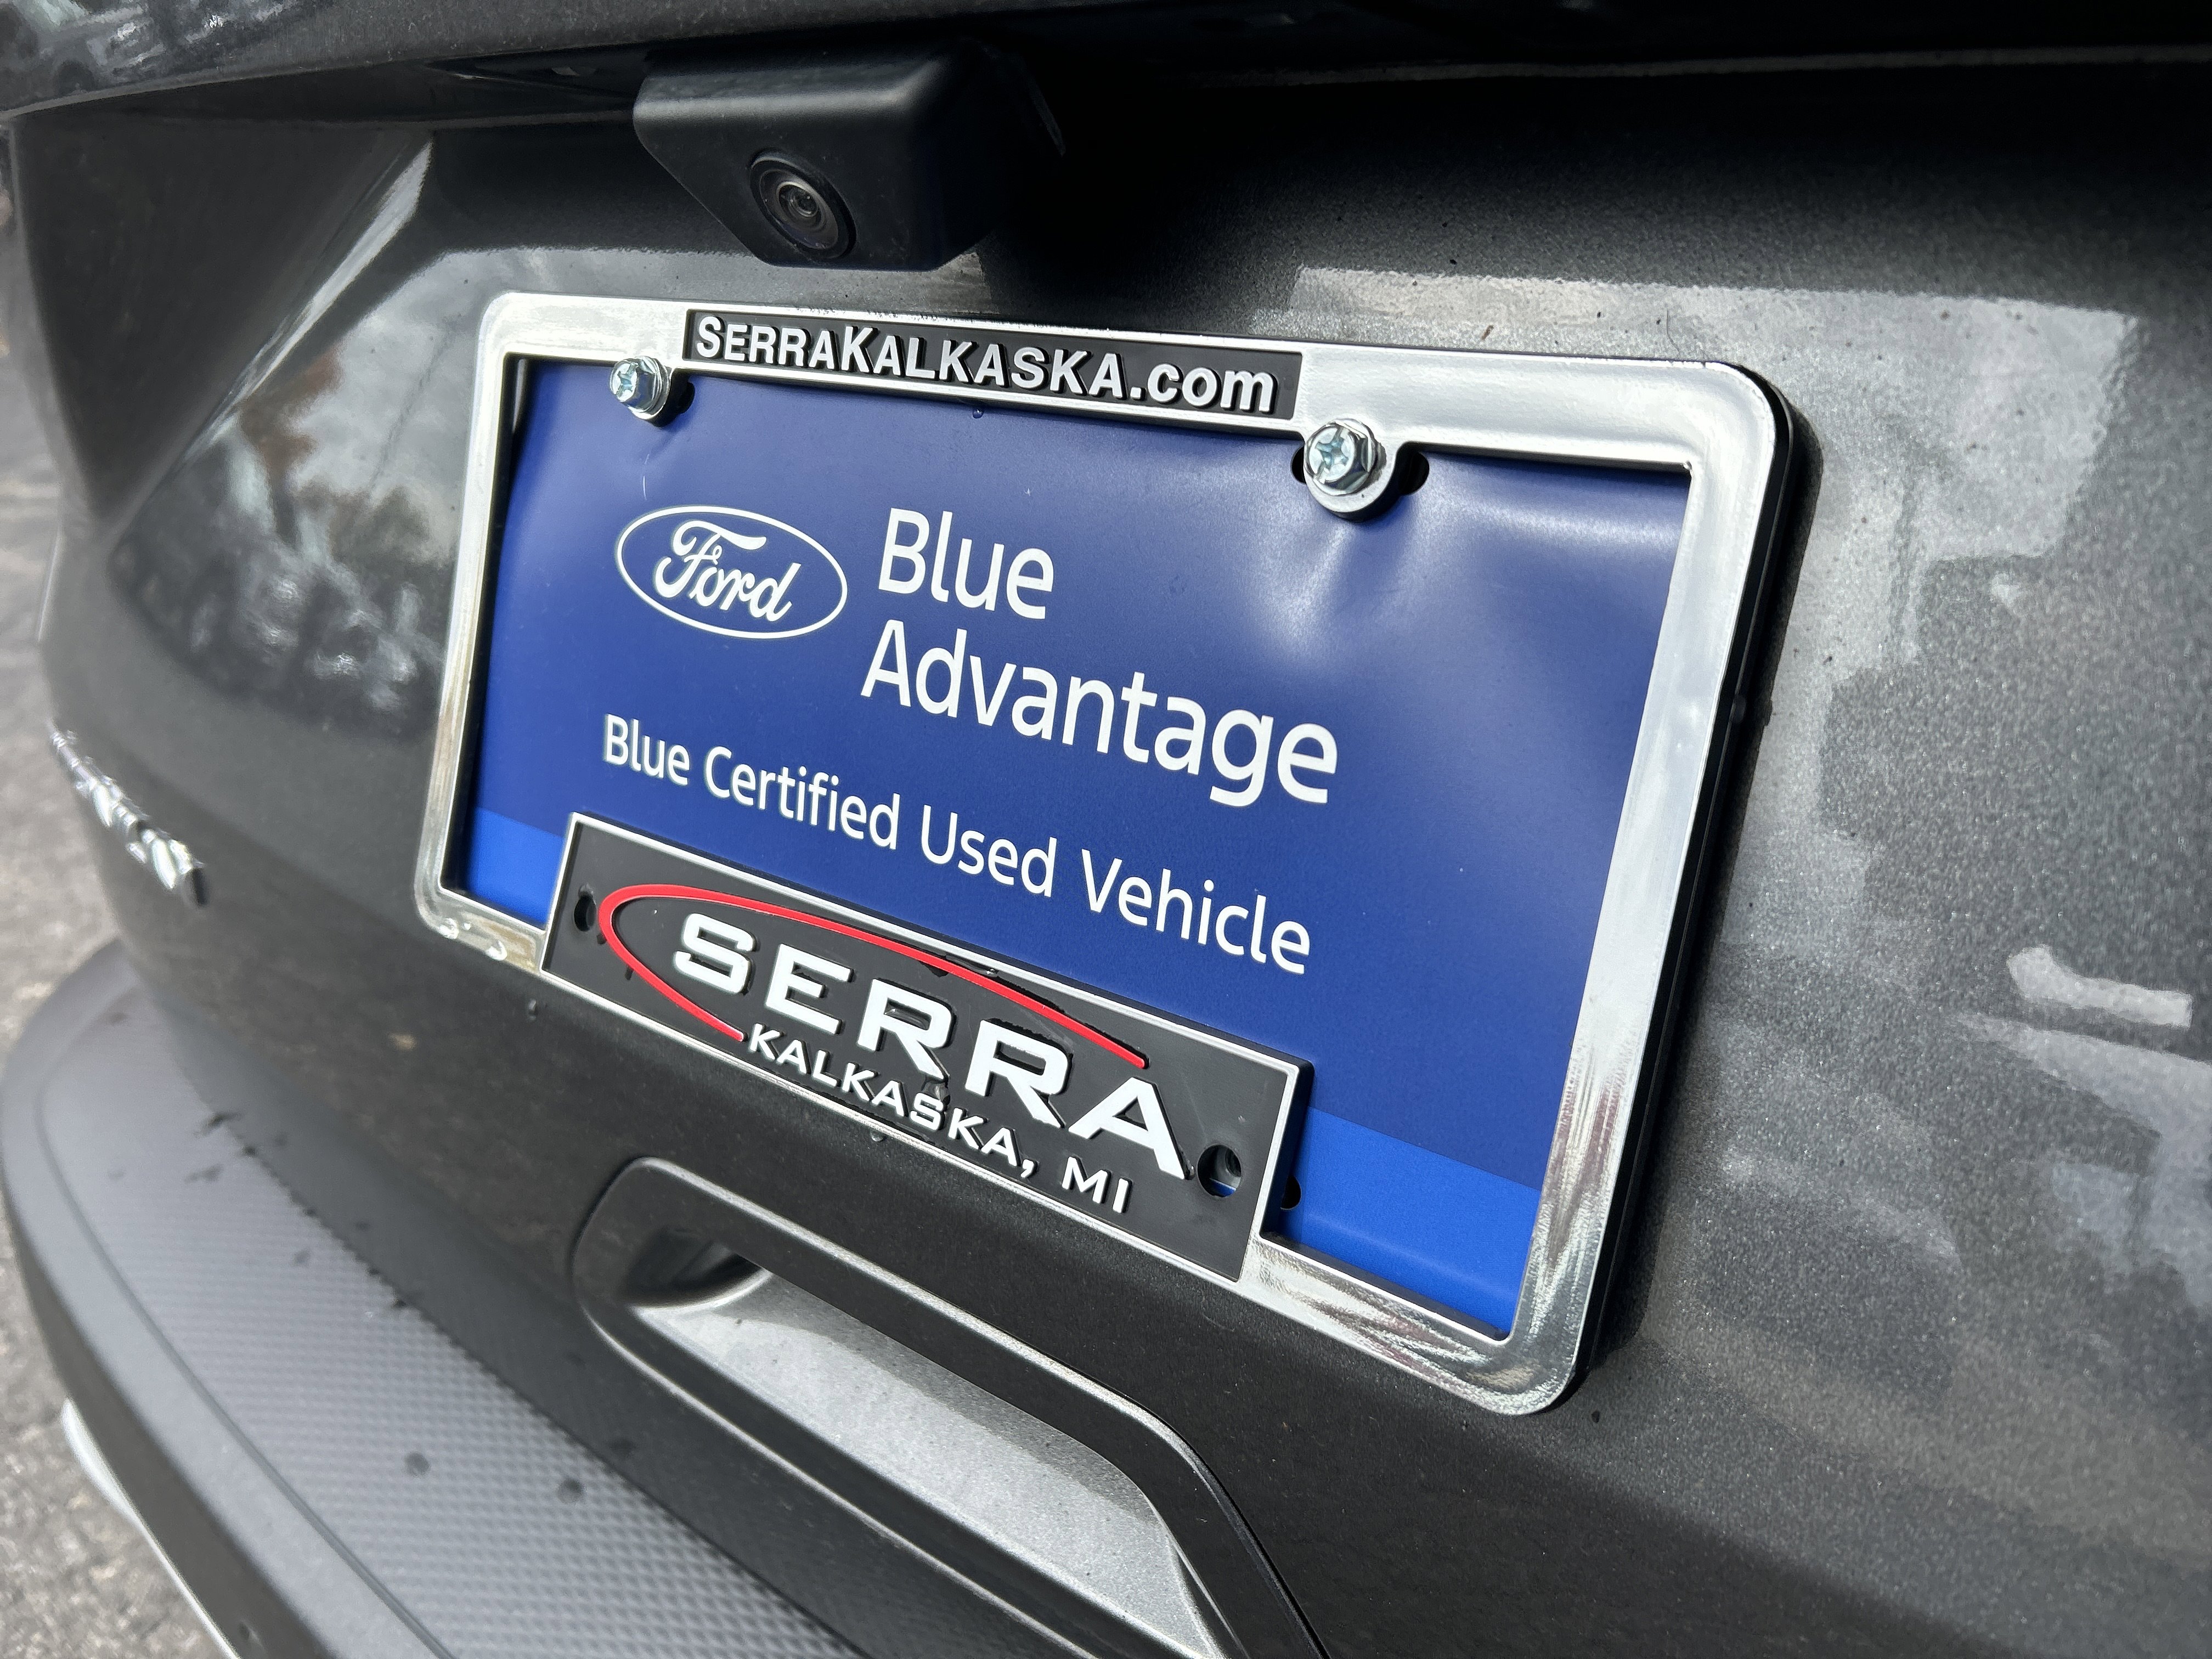 SERRAKALKASKA.com
Ford
Blue
Advantage
Blue Certified Used Vehicle
SERRA
KALKASKA, MI